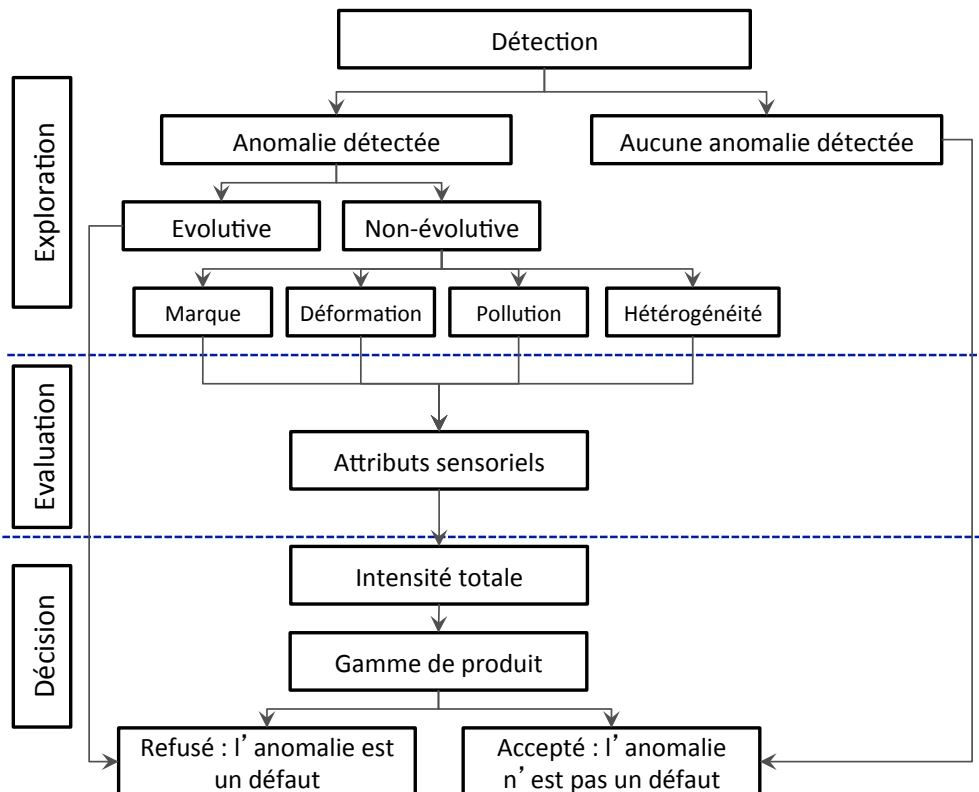 Détection
Exploration
Anomalie détectée
Aucune anomalie détectée
Evolutive
Non-évolutive
Marque
Déformation
Pollution
Hétérogénéité
Evaluation
Attributs sensoriels
Décision
Intensité totale
Gamme de produit
Refusé : l’anomalie est
un défaut
Accepté : l’anomalie
n’est pas un défaut